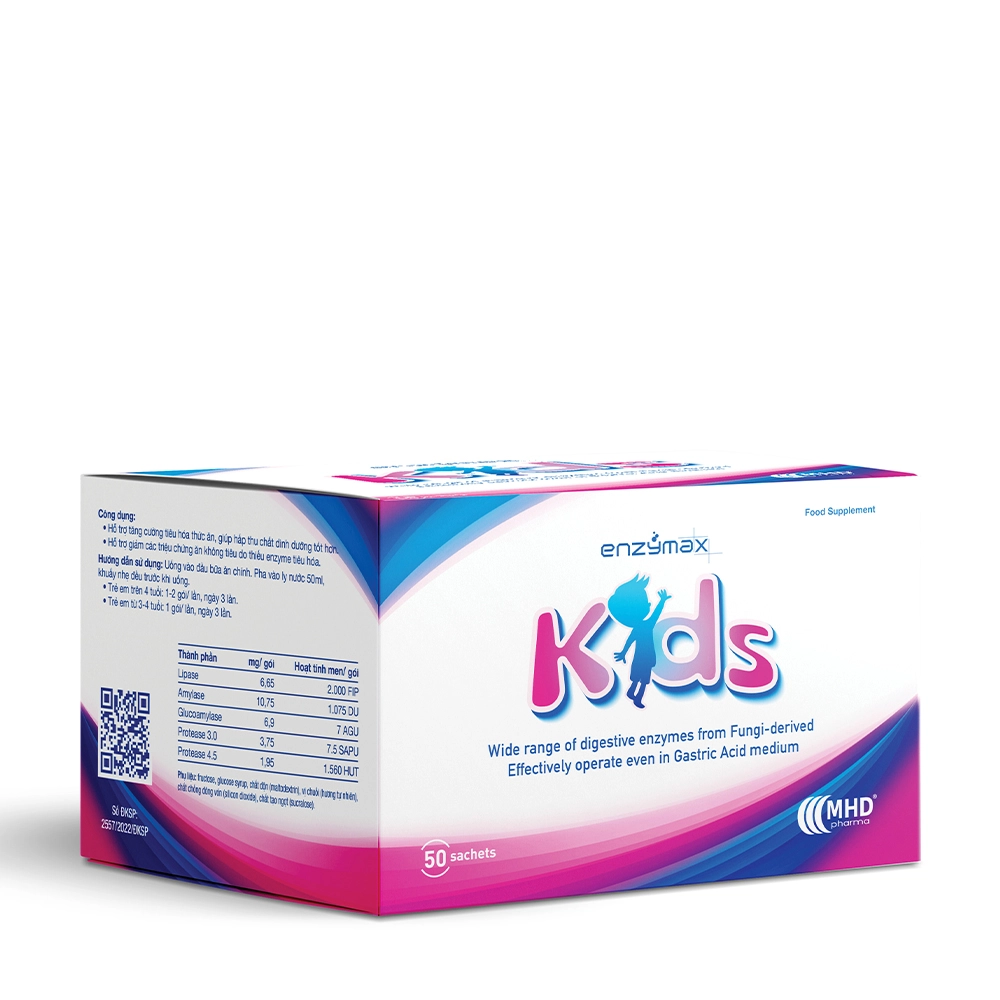 Công dụng:
• Hỗ trợ tăng cường tiêu hóa thức ăn, giúp hấp thu chất dinh dưỡng tốt hơn.
• Hỗ trợ giảm các triệu chứng ăn không tiêu do thiếu enzyme tiêu hóa.
Hướng dẫn sử dụng: Uống vào đầu bữa ăn chính. Pha vào ly nước 50ml,
khuấy nhẹ đều trước khi uống.
• Trẻ em trên 4 tuổi: 1-2 gói/ lần, ngày 3 lần.
• Trẻ em từ 3-4 tuổi: 1 gói/ lần, ngày 3 lần.
Thành phần mg/ gói Hoạt tính men/ gói
Lipase 6,65 2.000 FIP
Amylase 10,75 1.075 DU
Glucoamylase 6,9 7 AGU
Protease 3.0 3,75 7.5 SAPU
Protease 4.5 1,95 1.560 HUT
Phụ liệu: fructose, glucose syrup, chất độn (maltodextrin), vị chuối (hương tự nhiên),
chất chống đông vón (silicon dioxide), chất tạo ngọt (sucralose).
Số ĐKSP:
2557/2022/ĐKSP
Food Supplement
enzymax
Kids
Wide range of digestive enzymes from Fungi-derived
Effectively operate even in Gastric Acid medium
50 sachets
MHD®
pharma